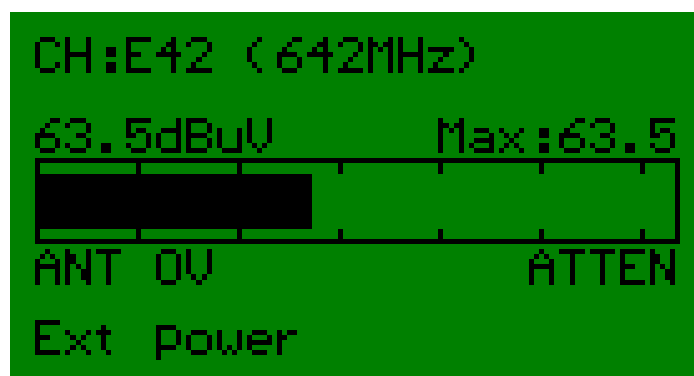 CH:E42 (642MHz)
63.5dBuV Max:63.5
ANT 0V ATTEN
Ext power